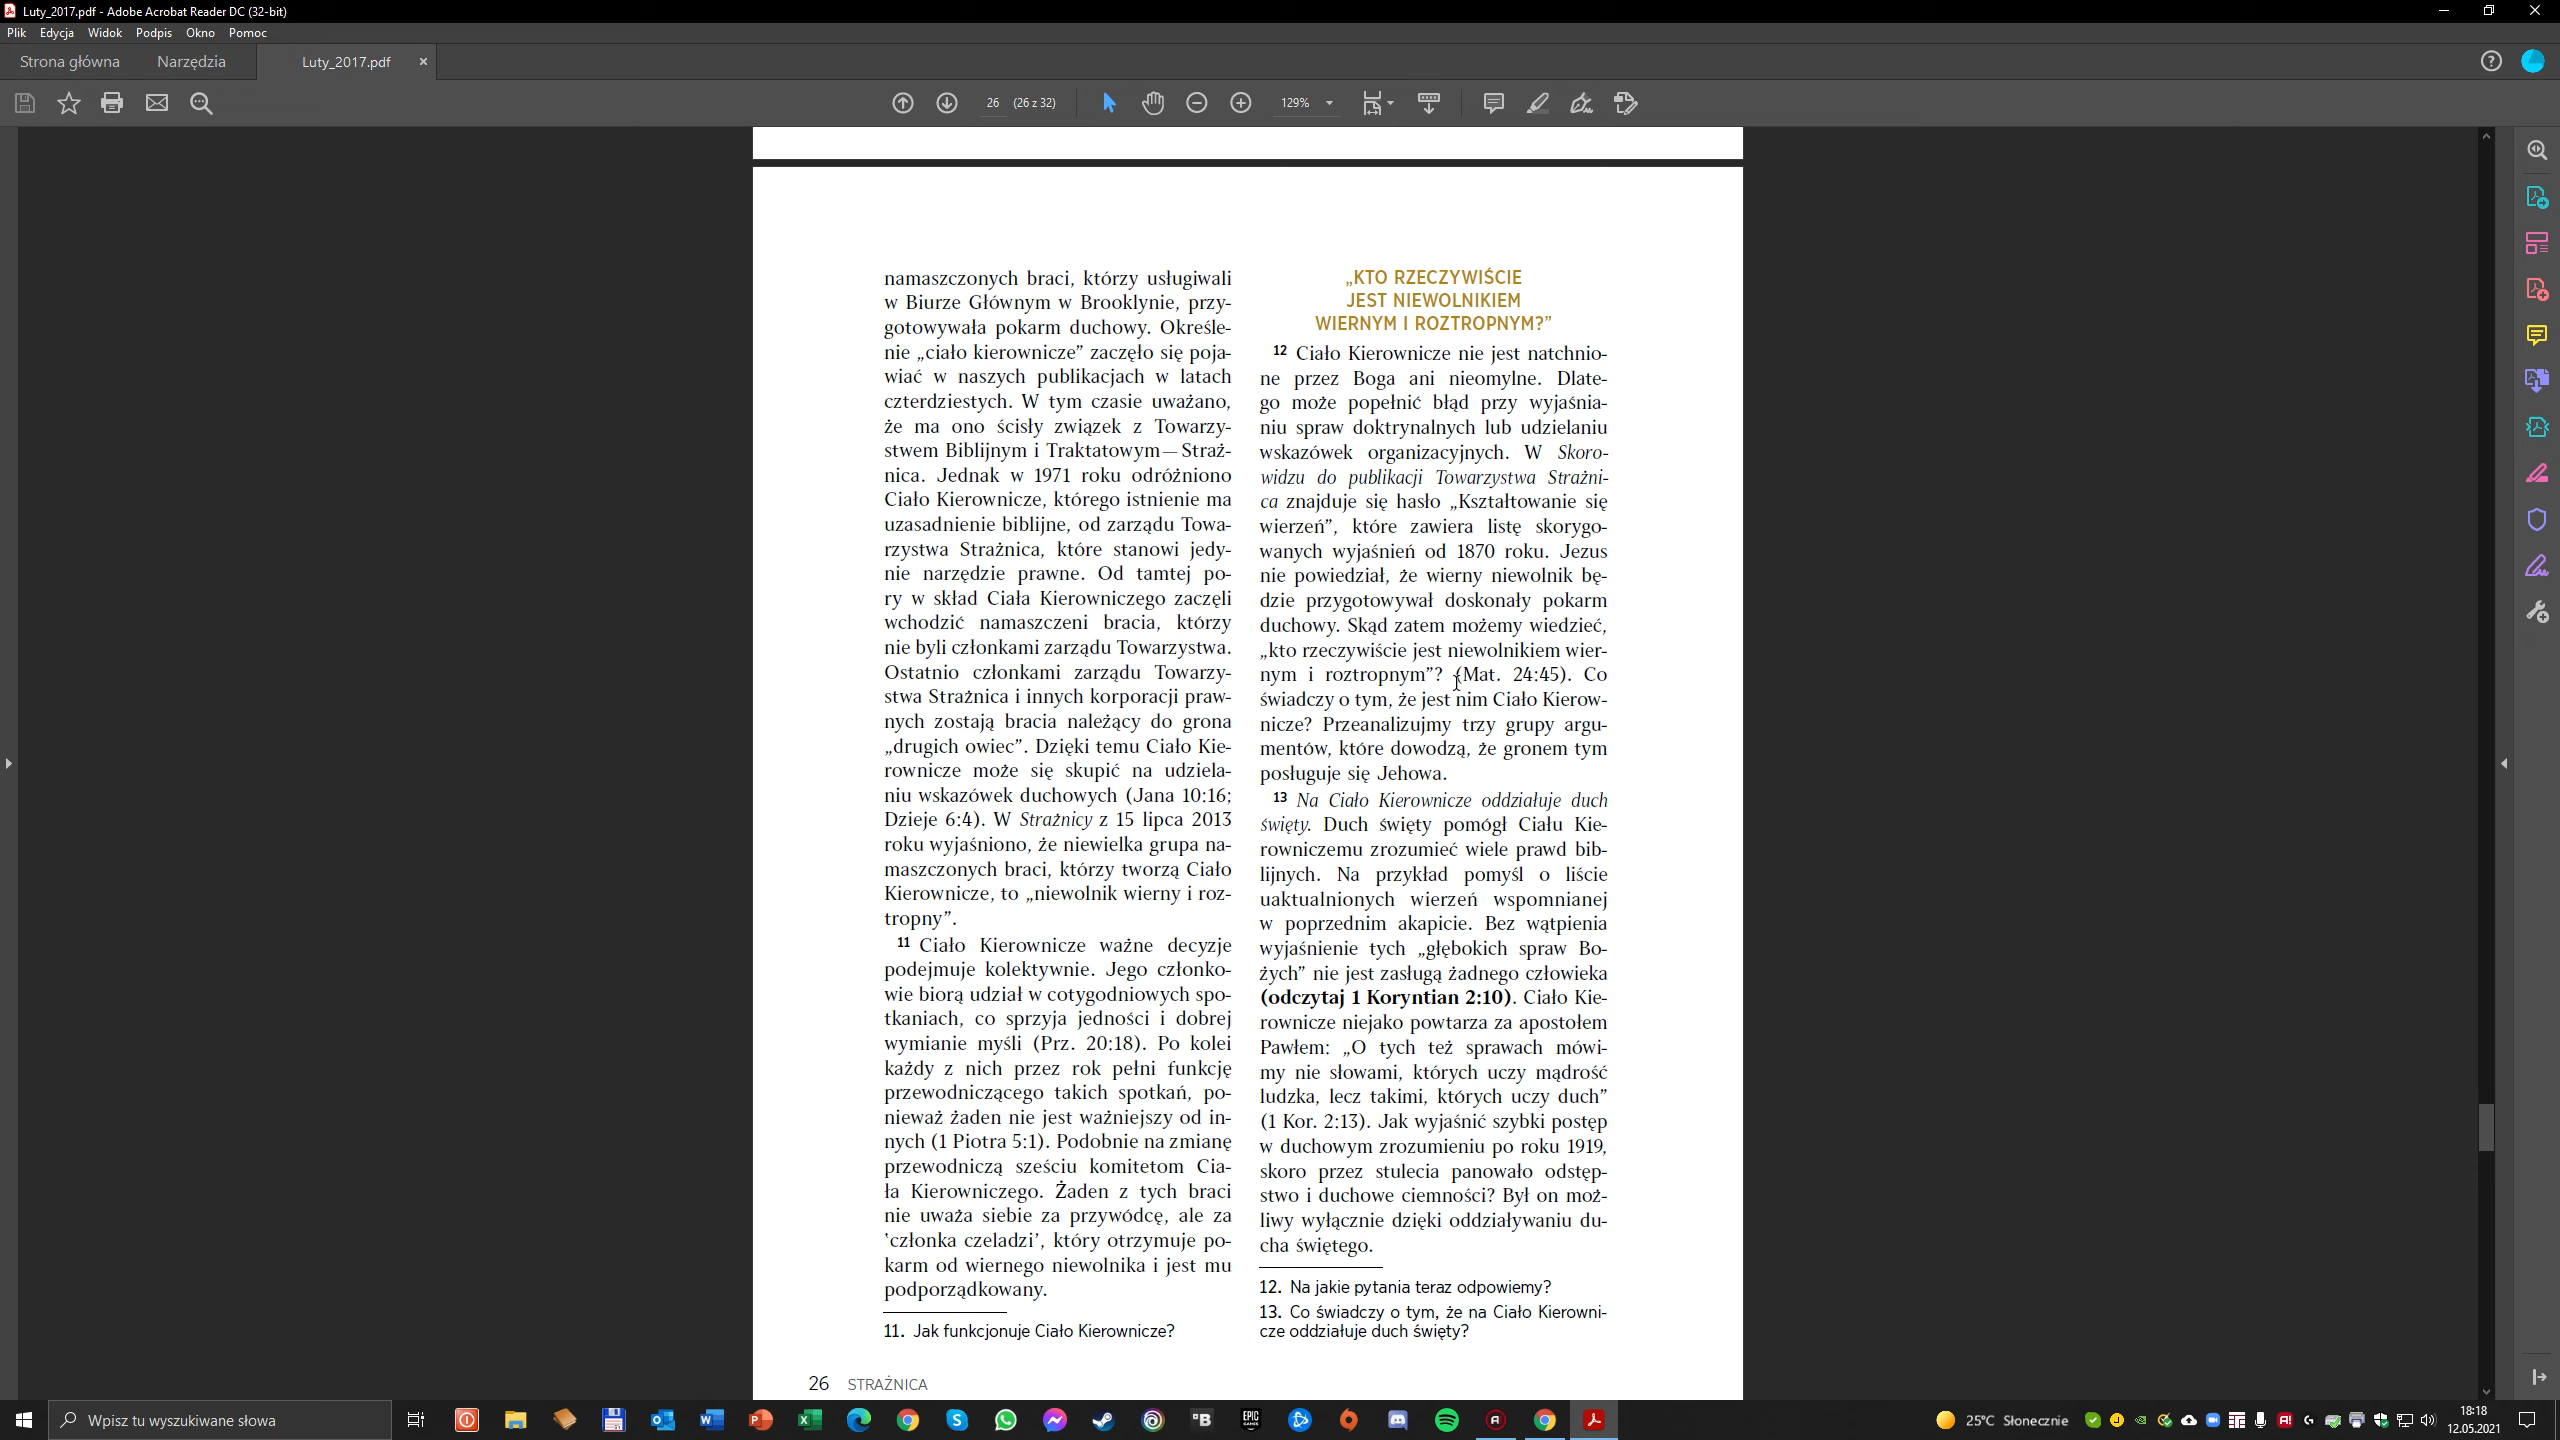 Luty_2017.pdf - Adobe Acrobat Reader DC (32-bit)
Plik Edycja Widok Podpis Okno Pomoc
Strona główna Narzędzia Luty_2017.pdf
26 (26 z 32) 129%
namaszczonych braci, którzy usługiwali
w Biurze Głównym w Brooklynie, przy-
gotowywała pokarm duchowy. Określe-
nie „ciało kierownicze” zaczęło się poja-
wiać w naszych publikacjach w latach
czterdziestych. W tym czasie uważano,
że ma ono ścisły związek z Towarzy-
stwem Biblijnym i Traktatowym — Straż-
nica. Jednak w 1971 roku odróżniono
Ciało Kierownicze, którego istnienie ma
uzasadnienie biblijne, od zarządu Towa-
rzystwa Strażnica, które stanowi jedy-
nie narzędzie prawne. Od tamtej po-
ry w skład Ciała Kierowniczego zaczęli
wchodzić namaszczeni bracia, którzy
nie byli członkami zarządu Towarzystwa.
Ostatnio członkami zarządu Towarzy-
stwa Strażnica i innych korporacji praw-
nych zostają bracia należący do grona
„drugich owiec”. Dzięki temu Ciało Kie-
rownicze może się skupić na udziela-
niu wskazówek duchowych (Jana 10:16;
Dzieje 6:4). W Strażnicy z 15 lipca 2013
roku wyjaśniono, że niewielka grupa na-
maszczonych braci, którzy tworzą Ciało
Kierownicze, to „niewolnik wierny i roz-
tropny”.
11 Ciało Kierownicze ważne decyzje
podejmuje kolektywnie. Jego członko-
wie biorą udział w cotygodniowych spo-
tkaniach, co sprzyja jedności i dobrej
wymianie myśli (Prz. 20:18). Po kolei
każdy z nich przez rok pełni funkcję
przewodniczącego takich spotkań, po-
nieważ żaden nie jest ważniejszy od in-
nych (1 Piotra 5:1). Podobnie na zmianę
przewodniczą sześciu komitetom Cia-
ła Kierowniczego. Żaden z tych braci
nie uważa siebie za przywódcę, ale za
‛członka czeladzi’, który otrzymuje po-
karm od wiernego niewolnika i jest mu
podporządkowany.
11. Jak funkcjonuje Ciało Kierownicze?
„KTO RZECZYWIŚCIE
JEST NIEWOLNIKIEM
WIERNYM I ROZTROPNYM?”
12 Ciało Kierownicze nie jest natchnio-
ne przez Boga ani nieomylne. Dlate-
go może popełnić błąd przy wyjaśnia-
niu spraw doktrynalnych lub udzielaniu
wskazówek organizacyjnych. W Skoro-
widzu do publikacji Towarzystwa Strażni-
ca znajduje się hasło „Kształtowanie się
wierzeń”, które zawiera listę skorygo-
wanych wyjaśnień od 1870 roku. Jezus
nie powiedział, że wierny niewolnik bę-
dzie przygotowywał doskonały pokarm
duchowy. Skąd zatem możemy wiedzieć,
„kto rzeczywiście jest niewolnikiem wier-
nym i roztropnym”? (Mat. 24:45). Co
świadczy o tym, że jest nim Ciało Kierow-
nicze? Przeanalizujmy trzy grupy argu-
mentów, które dowodzą, że gronem tym
posługuje się Jehowa.
13 Na Ciało Kierownicze oddziałuje duch
święty. Duch święty pomógł Ciału Kie-
rowniczemu zrozumieć wiele prawd bib-
lijnych. Na przykład pomyśl o liście
uaktualnionych wierzeń wspomnianej
w poprzednim akapicie. Bez wątpienia
wyjaśnienie tych „głębokich spraw Bo-
żych” nie jest zasługą żadnego człowieka
(odczytaj 1 Koryntian 2:10). Ciało Kie-
rownicze niejako powtarza za apostołem
Pawłem: „O tych też sprawach mówi-
my nie słowami, których uczy mądrość
ludzka, lecz takimi, których uczy duch”
(1 Kor. 2:13). Jak wyjaśnić szybki postęp
w duchowym zrozumieniu po roku 1919,
skoro przez stulecia panowało odstęp-
stwo i duchowe ciemności? Był on moż-
liwy wyłącznie dzięki oddziaływaniu du-
cha świętego.
12. Na jakie pytania teraz odpowiemy?
13. Co świadczy o tym, że na Ciało Kierowni-
cze oddziałuje duch święty?
26 STRAŻNICA
Wpisz tu wyszukiwane słowa
25°C Słonecznie
18:18
12.05.2021